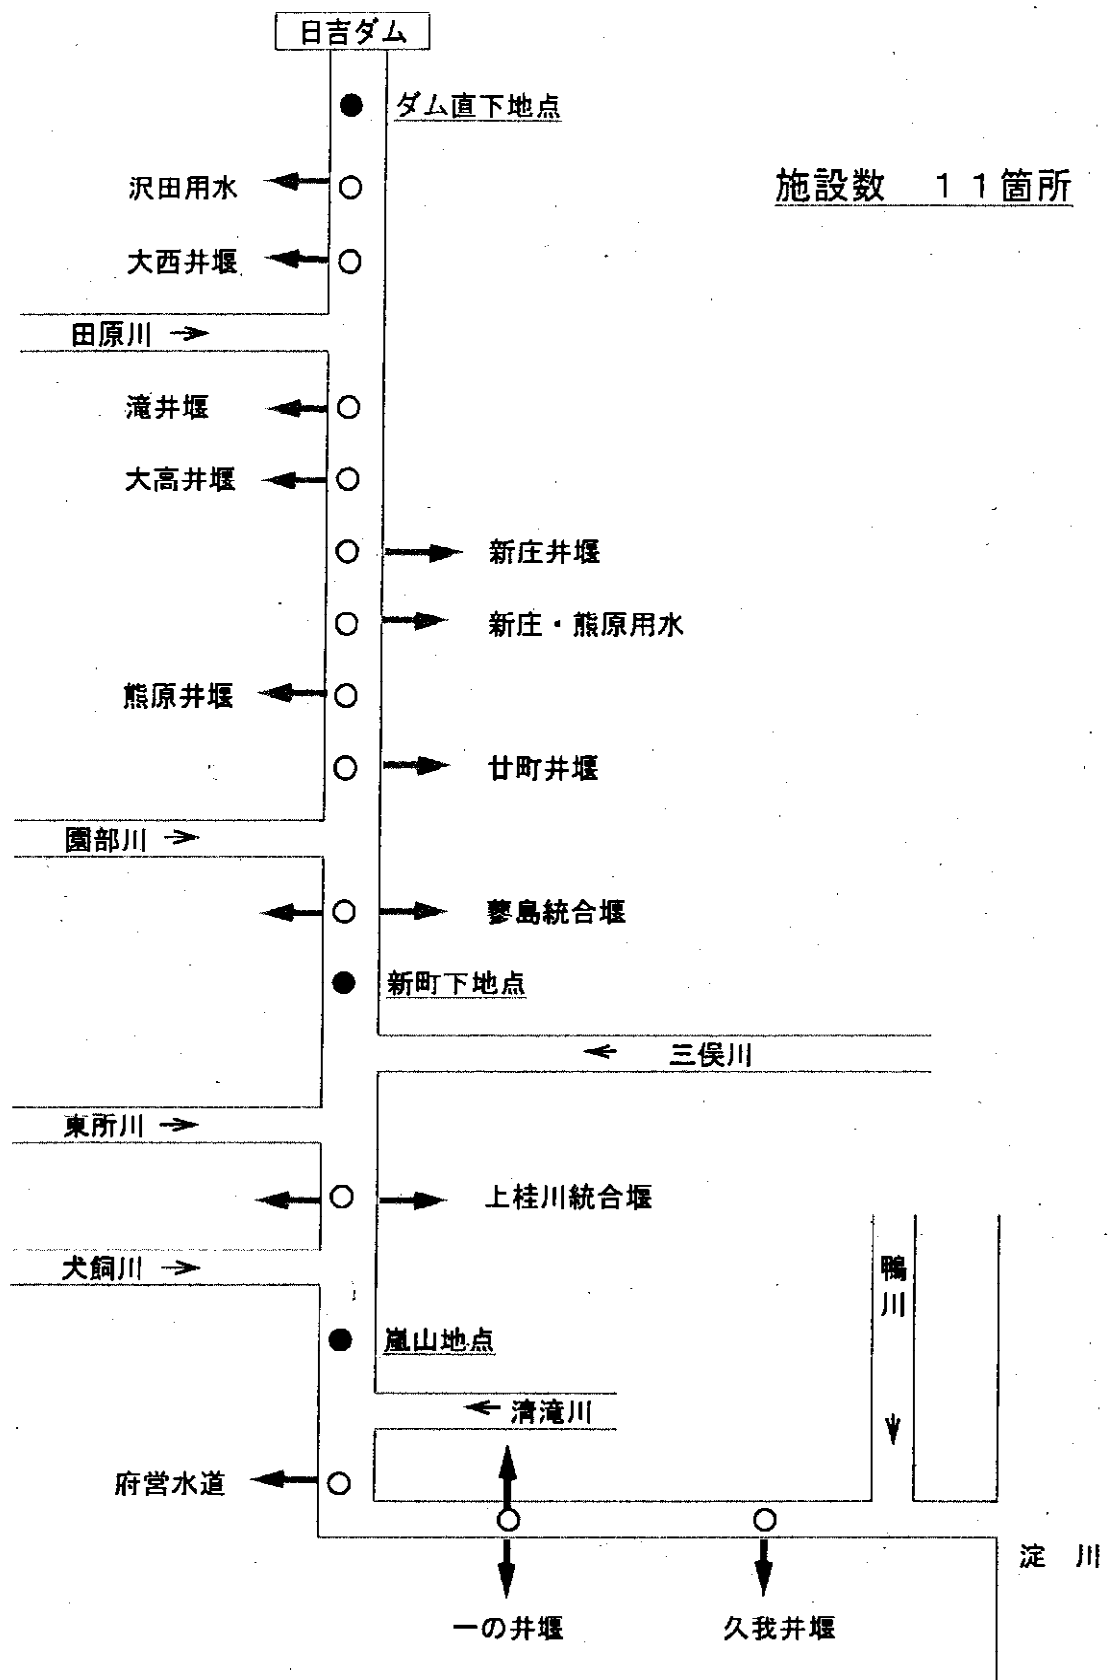 日吉ダム
ダム直下地点
沢田用水
施設数　１１箇所
大西井堰
田原川
滝井堰
大高井堰
新庄井堰
新庄・熊原用水
熊原井堰
廿町井堰
園部川
蓼島統合堰
新町下地点
三俣川
東所川
上桂川統合堰
犬飼川
鴨川
嵐山地点
清滝川
府営水道
淀　川
一の井堰
久我井堰